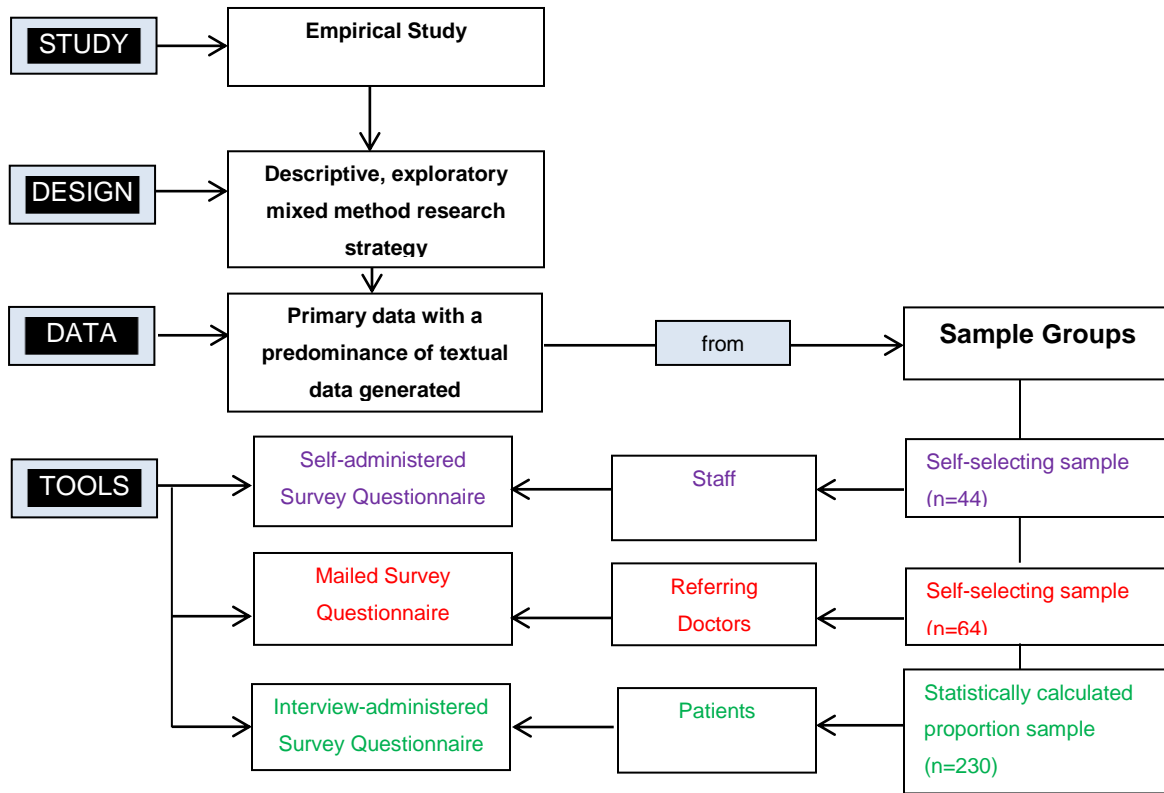 STUDY
Empirical Study
DESIGN
Descriptive, exploratory
mixed method research
strategy
DATA
Primary data with a
predominance of textual
data generated
from
Sample Groups
TOOLS
Self-administered
Survey Questionnaire
Staff
Self-selecting sample
(n=44)
Mailed Survey
Questionnaire
Referring
Doctors
Self-selecting sample
(n=64)
Interview-administered
Survey Questionnaire
Patients
Statistically calculated
proportion sample
(n=230)